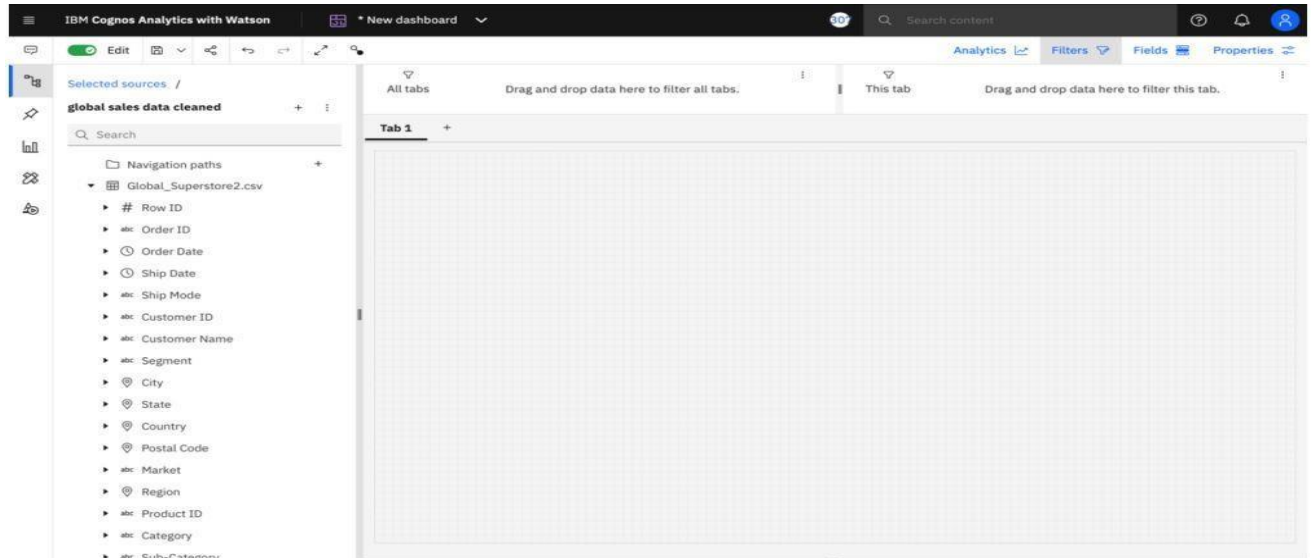 IBM Cognos Analytics with Watson
* New dashboard
30
Search content
Edit
Analytics
Filters
Fields
Properties
Selected sources /
global sales data cleaned
Search
Navigation paths
Global_Superstore2.csv
# Row ID
abc Order ID
Order Date
Ship Date
abc Ship Mode
abc Customer ID
abc Customer Name
abc Segment
City
State
Country
Postal Code
abc Market
Region
abc Product ID
abc Category
abc Sub-Category
All tabs
Drag and drop data here to filter all tabs.
This tab
Drag and drop data here to filter this tab.
Tab 1 +